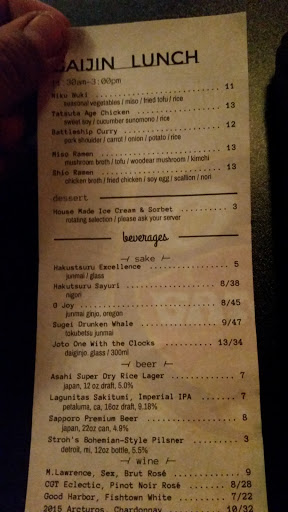 GAIJIN LUNCH
11:30am-3:00pm
Niku Nuki .......................... 11
seasonal vegetables / miso / fried tofu / rice
Tatsuta Age Chicken ................ 13
sweet soy / cucumber sunomono / rice
Battleship Curry ................... 12
pork shoulder / carrot / onion / potato / rice
Miso Ramen ......................... 13
mushroom broth / tofu / woodear mushroom / kimchi
Shio Ramen ......................... 13
chicken broth / fried chicken / soy egg / scallion / nori
dessert
House Made Ice Cream & Sorbet .......... 3
rotating selection / please ask your server
beverages
sake
Hakustsuru Excellence .............. 5
junmai / glass
Hakutsuru Sayuri ................... 8/38
nigori
G Joy .............................. 8/45
junmai ginjo, oregon
Sugei Drunken Whale ................ 9/47
tokubetsu junmai
Joto One With the Clocks ........... 13/34
daiginjo. glass / 300ml
beer
Asahi Super Dry Rice Lager ......... 7
japan, 12 oz draft, 5.0%
Lagunitas Sakitumi, Imperial IPA ....... 7
petaluma, ca, 16oz draft, 9.18%
Sapporo Premium Beer ............... 8
japan, 22oz can, 4.9%
Stroh's Bohemian-Style Pilsner ......... 3
detroit, mi, 12oz bottle, 5.5%
wine
M.Lawrence, Sex, Brut Rosé ......... 9
CGT Eclectic, Pinot Noir Rosé ...... 8/28
Good Harbor, Fishtown White ........ 7/22
2015 Arcturos, Chardonnay .......... 10/32